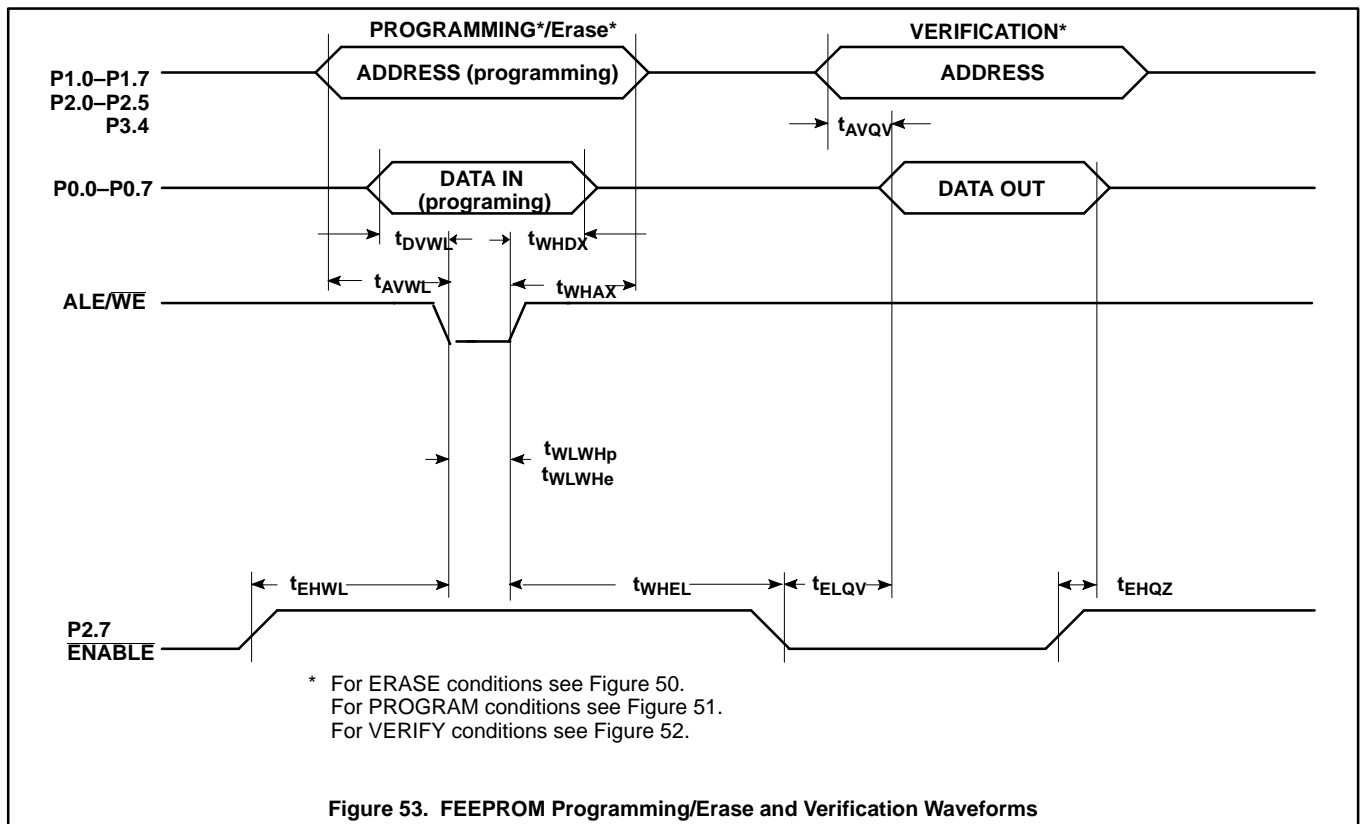 PROGRAMMING*/Erase*
VERIFICATION*
P1.0–P1.7
P2.0–P2.5
P3.4
ADDRESS (programming)
ADDRESS
tAVQV
P0.0–P0.7
DATA IN
(programing)
DATA OUT
tDVWL
tWHDX
tAVWL
tWHAX
ALE/WE
tWLWHp
tWLWHe
tEHWL
tWHEL
tELQV
tEHQZ
P2.7
ENABLE
* For ERASE conditions see Figure 50.
For PROGRAM conditions see Figure 51.
For VERIFY conditions see Figure 52.
Figure 53. FEEPROM Programming/Erase and Verification Waveforms